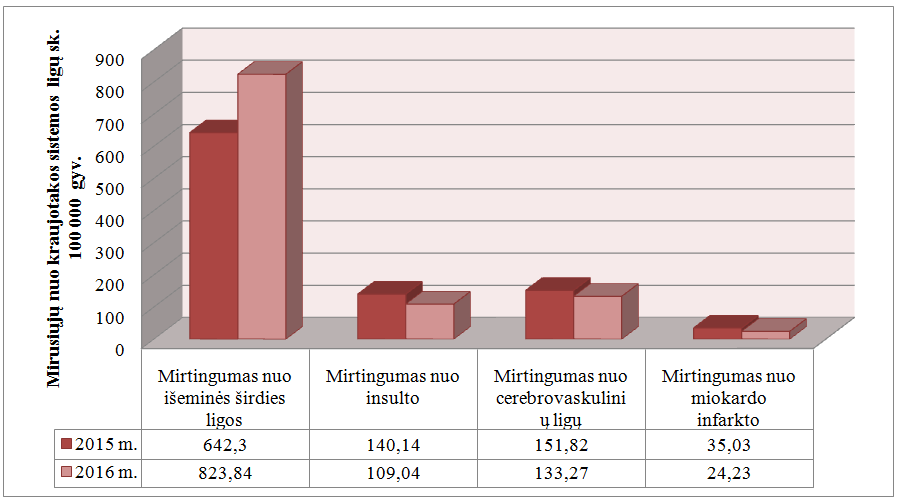 Mirusiųjų nuo kraujotakos sistemos ligų sk.
100 000 gyv.
900
800
700
600
500
400
300
200
100
0
Mirtingumas nuo
išeminės širdies
ligos
Mirtingumas nuo
insulto
Mirtingumas nuo
cerebrovaskulini
ų ligų
Mirtingumas nuo
miokardo
infarkto
2015 m. 642,3 140,14 151,82 35,03
2016 m. 823,84 109,04 133,27 24,23